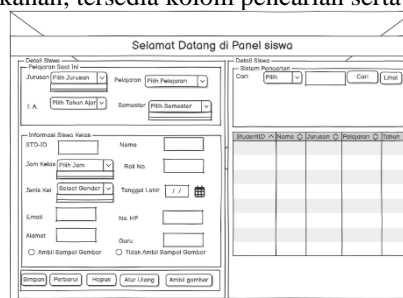 kanan, tersedia kolom pencarian serta
Selamat Datang di Panel siswa
Detail Siswa
Pelajaran Saat Ini
Jurusan Pilih Jurusan Pelajaran Pilih Pelajaran
T.A. Pilih Tahun Ajar Semester Pilih Semester
Informasi Siswa Kelas
STD-ID Nama
Jam Kelas Pilih Jam Roll No.
Jenis Kel Select Gender Tanggal Lahir / /
Email No. HP
Alamat Guru
Ambil Sampel Gambar Tidak Ambil Sampel Gambar
Simpan Perbarui Hapus Atur Ulang Ambil gambar
Detail Siswa
Sistem Pencarian
Cari: Pilih Cari Lihat
StudentID Nama Jurusan Pelajaran Tahun